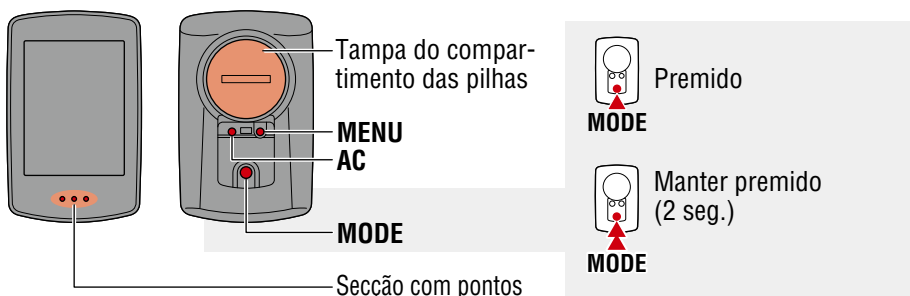 Tampa do compar-
timento das pilhas
MENU
AC
MODE
Secção com pontos
Premido
MODE
Manter premido
(2 seg.)
MODE